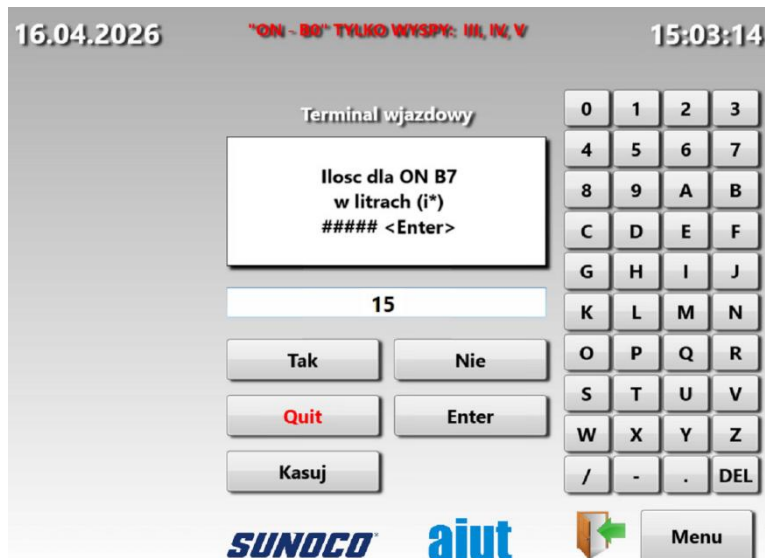 16.04.2026
"ON - B0" TYLKO WYSPY: III, IV, V
15:03:14
Terminal wjazdowy
Ilosc dla ON B7
w litrach (i*)
##### <Enter>
15
Tak Nie
Quit Enter
Kasuj
0 1 2 3
4 5 6 7
8 9 A B
C D E F
G H I J
K L M N
O P Q R
S T U V
W X Y Z
/ - . DEL
SUNOCO aiut
Menu